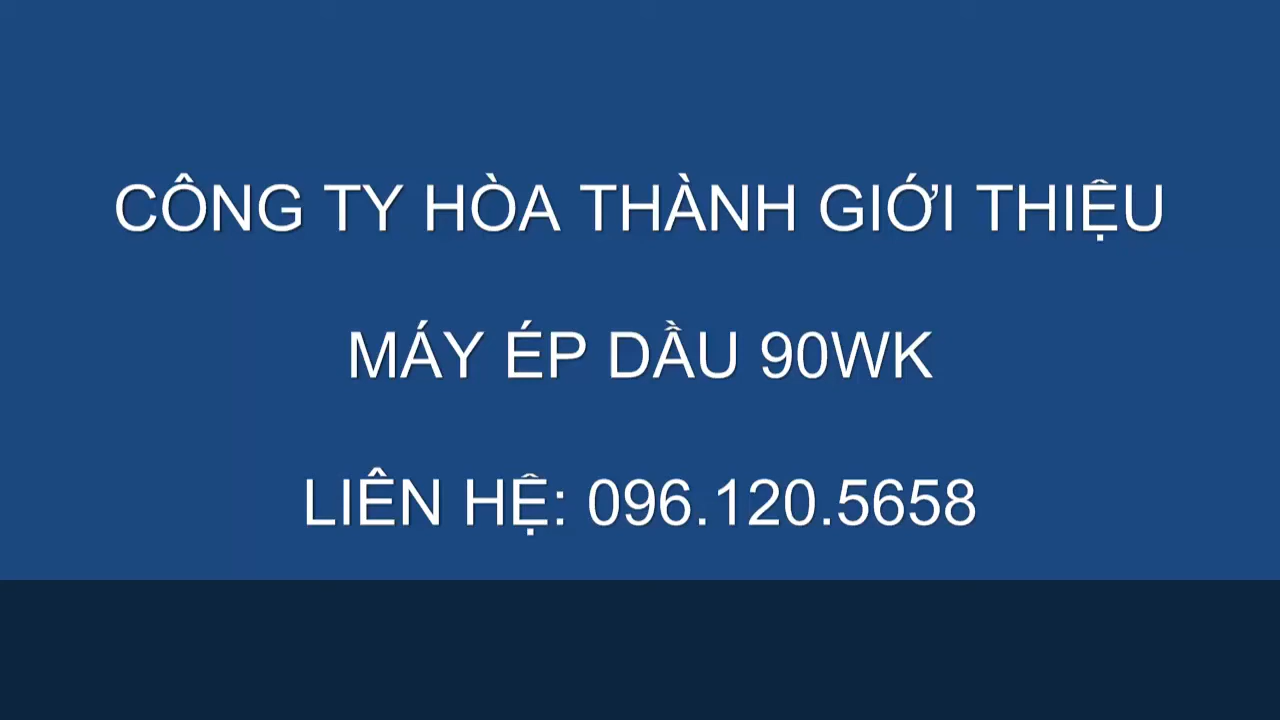 CÔNG TY HÒA THÀNH GIỚI THIỆU
MÁY ÉP DẦU 90WK
LIÊN HỆ: 096.120.5658